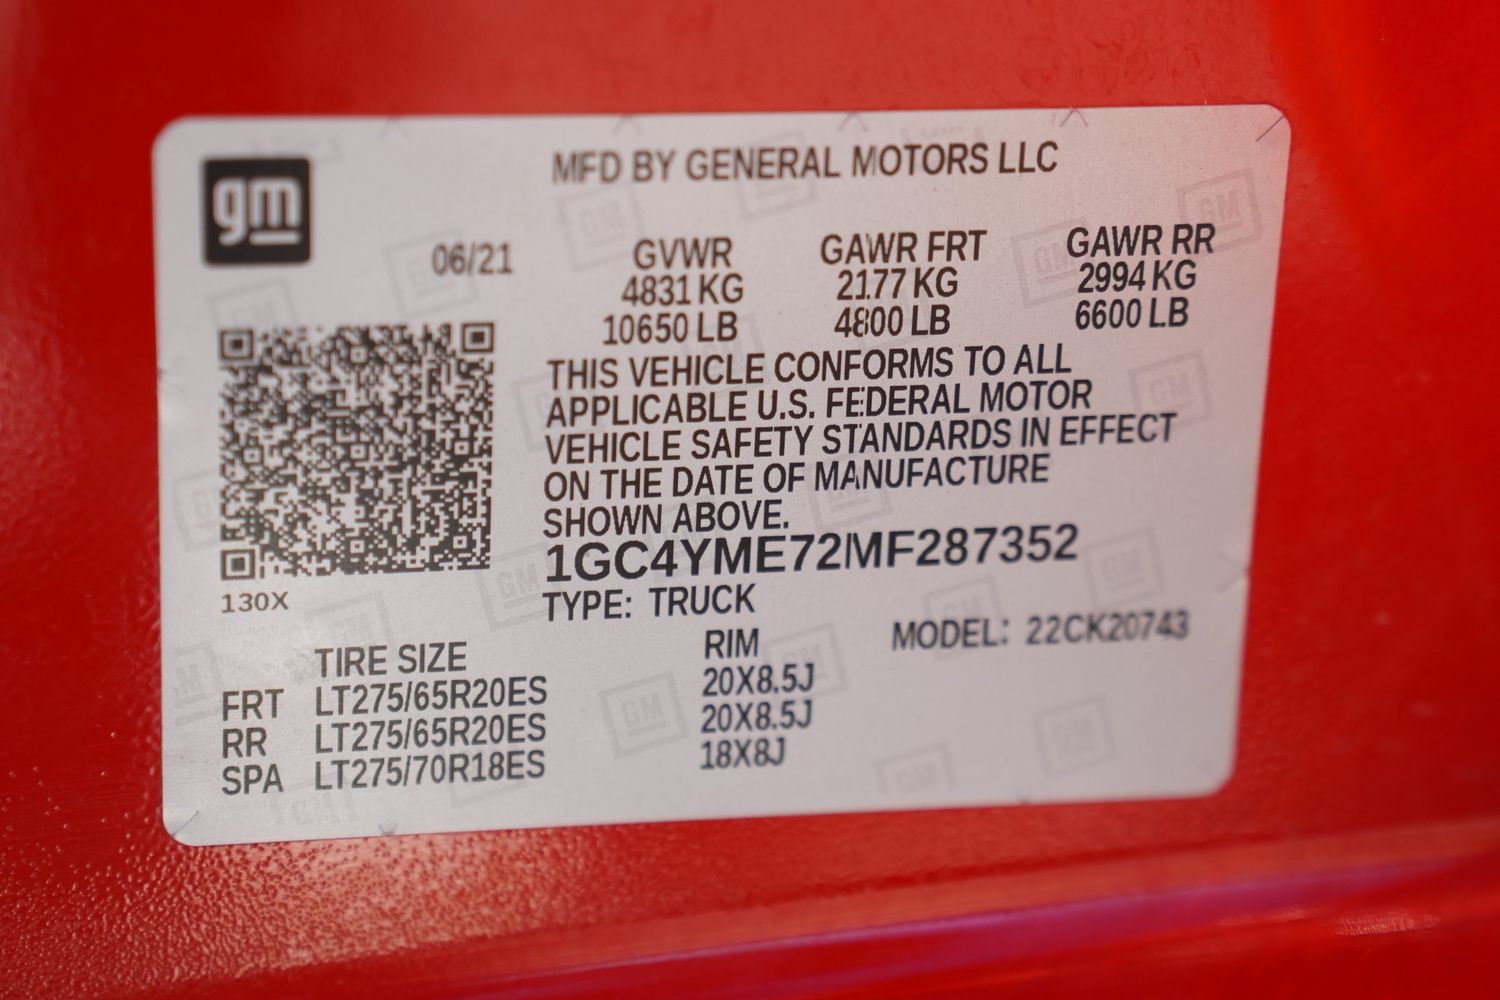 gm
MFD BY GENERAL MOTORS LLC
06/21 GVWR GAWR FRT GAWR RR
4831 KG 2177 KG 2994 KG
10650 LB 4800 LB 6600 LB
THIS VEHICLE CONFORMS TO ALL
APPLICABLE U.S. FEDERAL MOTOR
VEHICLE SAFETY STANDARDS IN EFFECT
ON THE DATE OF MANUFACTURE
SHOWN ABOVE.
1GC4YME72MF287352
130X
TYPE: TRUCK
MODEL: 22CK20743
TIRE SIZE RIM
FRT LT275/65R20ES 20X8.5J
RR LT275/65R20ES 20X8.5J
SPA LT275/70R18ES 18X8J